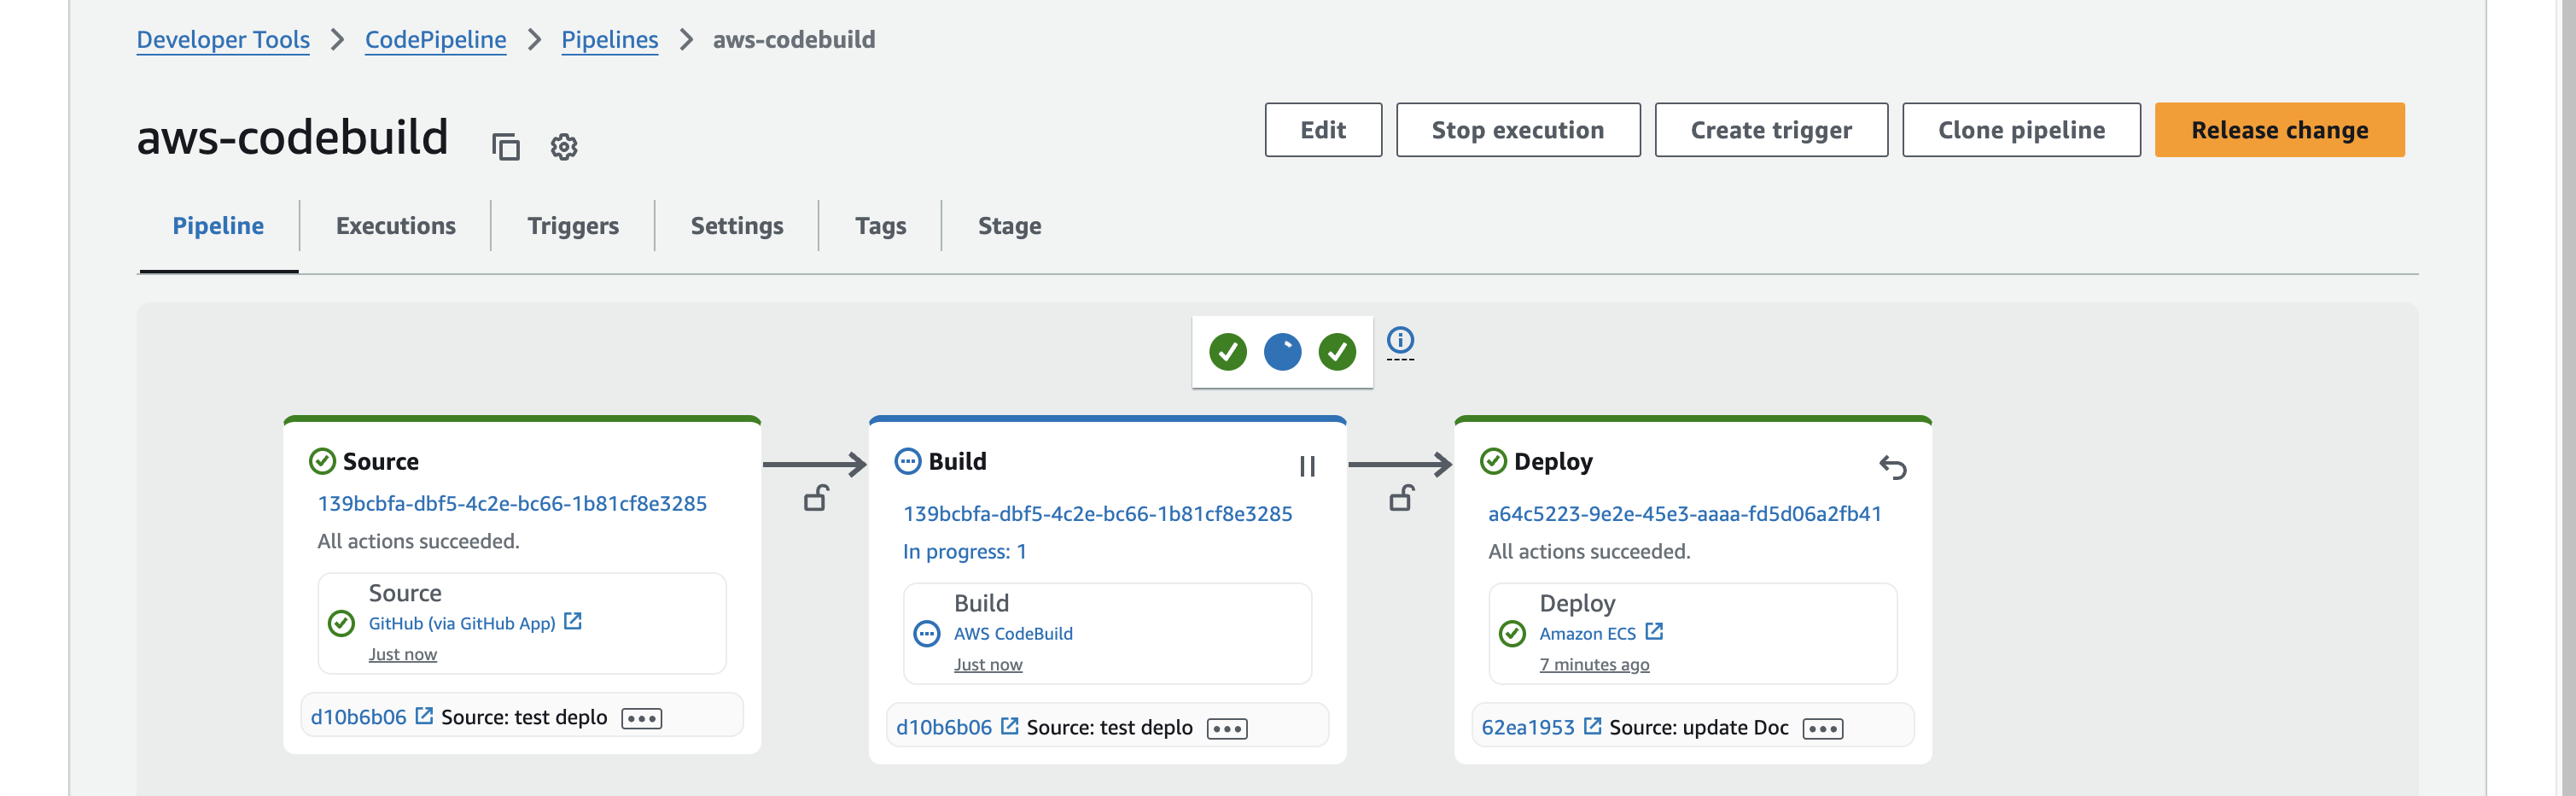 Developer Tools > CodePipeline > Pipelines > aws-codebuild
aws-codebuild
Edit
Stop execution
Create trigger
Clone pipeline
Release change
Pipeline
Executions
Triggers
Settings
Tags
Stage
Source
139bcbfa-dbf5-4c2e-bc66-1b81cf8e3285
All actions succeeded.
Source
GitHub (via GitHub App)
Just now
d10b6b06 Source: test deplo
Build
139bcbfa-dbf5-4c2e-bc66-1b81cf8e3285
In progress: 1
Build
AWS CodeBuild
Just now
d10b6b06 Source: test deplo
Deploy
a64c5223-9e2e-45e3-aaaa-fd5d06a2fb41
All actions succeeded.
Deploy
Amazon ECS
7 minutes ago
62ea1953 Source: update Doc